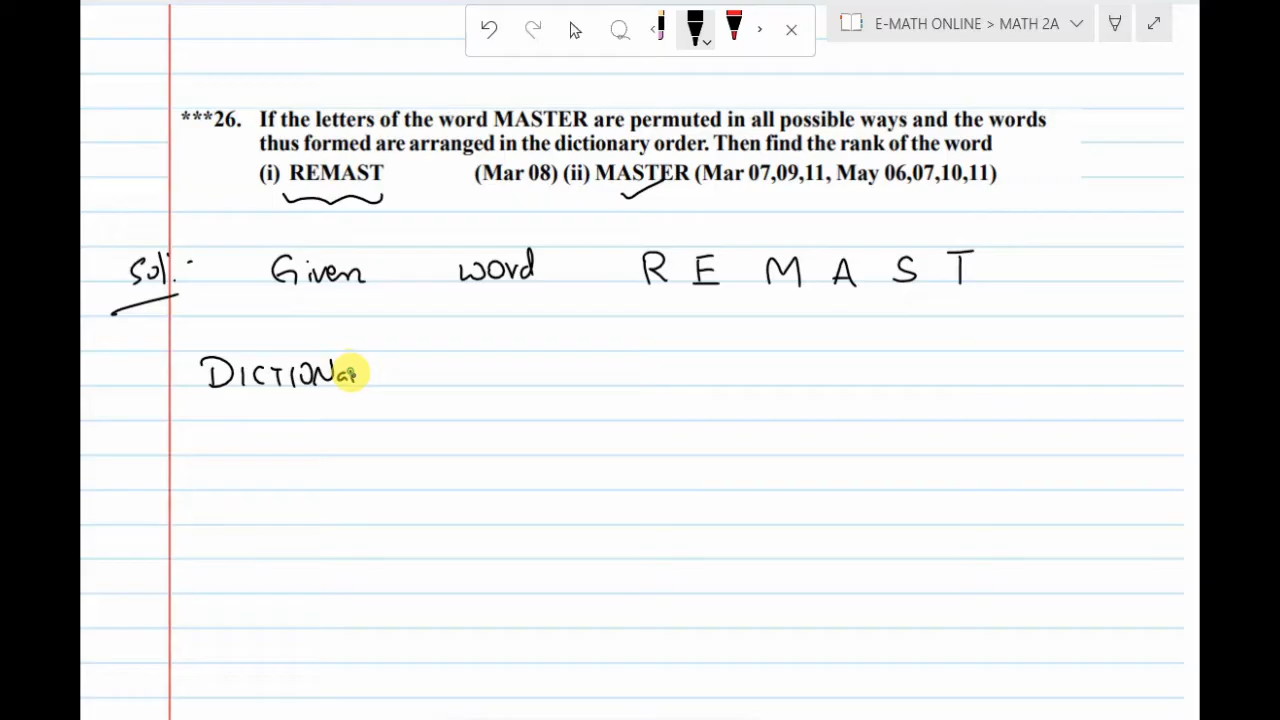 E-MATH ONLINE > MATH 2A
***26. If the letters of the word MASTER are permuted in all possible ways and the words
thus formed are arranged in the dictionary order. Then find the rank of the word
(i) REMAST (Mar 08) (ii) MASTER (Mar 07,09,11, May 06,07,10,11)
Sol:- Given word R E M A S T
DICTIONa